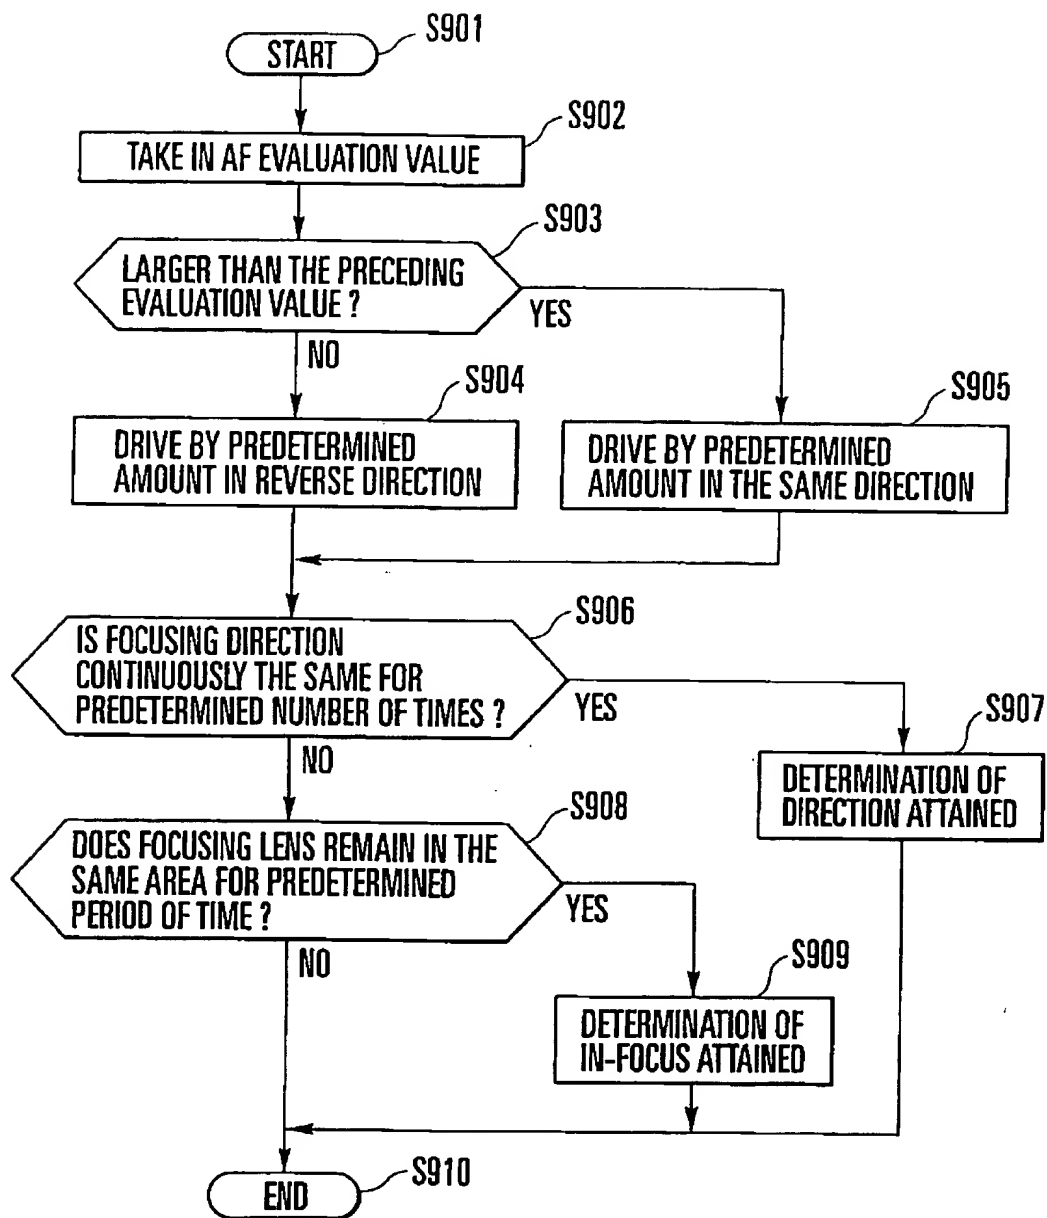 S901
START
S902
TAKE IN AF EVALUATION VALUE
S903
LARGER THAN THE PRECEDING
EVALUATION VALUE ?
YES
NO
S904
DRIVE BY PREDETERMINED
AMOUNT IN REVERSE DIRECTION
S905
DRIVE BY PREDETERMINED
AMOUNT IN THE SAME DIRECTION
S906
IS FOCUSING DIRECTION
CONTINUOUSLY THE SAME FOR
PREDETERMINED NUMBER OF TIMES ?
YES
NO
S907
DETERMINATION OF
DIRECTION ATTAINED
S908
DOES FOCUSING LENS REMAIN IN THE
SAME AREA FOR PREDETERMINED
PERIOD OF TIME ?
YES
NO
S909
DETERMINATION OF
IN-FOCUS ATTAINED
S910
END